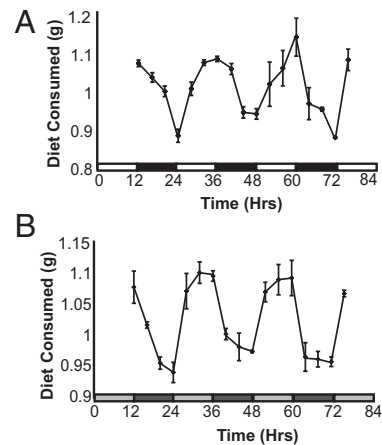 A
Diet Consumed (g)
1.2
1.1
1
0.9
0.8
0 12 24 36 48 60 72 84
Time (Hrs)
B
Diet Consumed (g)
1.15
1.1
1.05
1
0.95
0.9
0 12 24 36 48 60 72 84
Time (Hrs)